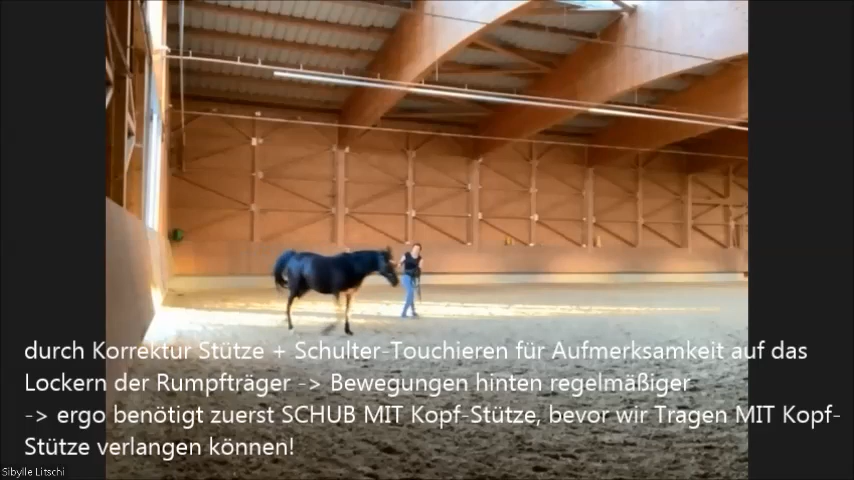 durch Korrektur Stütze + Schulter-Touchieren für Aufmerksamkeit auf das
Lockern der Rumpfträger -> Bewegungen hinten regelmäßiger
-> ergo benötigt zuerst SCHUB MIT Kopf-Stütze, bevor wir Tragen MIT Kopf-
Stütze verlangen können!
Sibylle Litschi